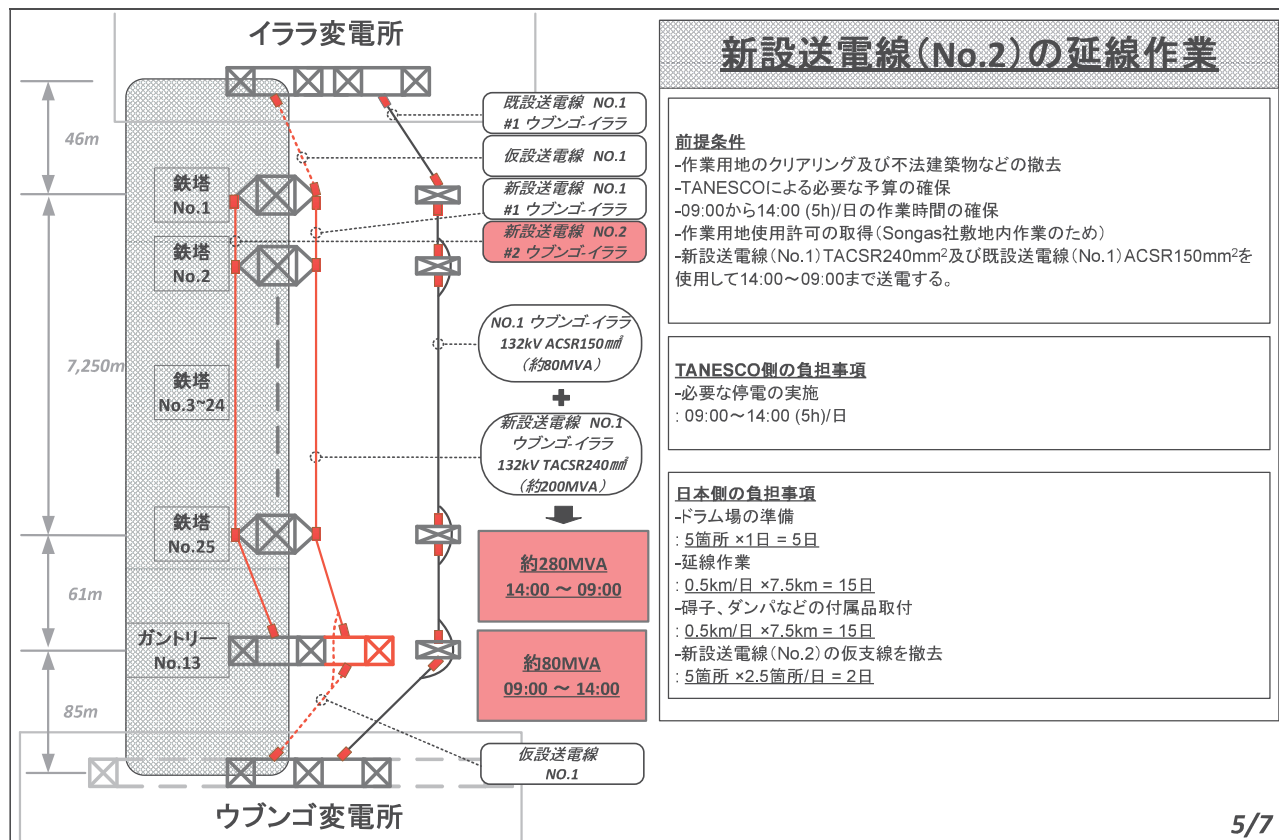 イララ変電所
46m
7,250m
61m
85m
鉄塔
No.1
鉄塔
No.2
鉄塔
No.3~24
鉄塔
No.25
ガントリー
No.13
既設送電線 NO.1
#1 ウブンゴ-イララ
仮設送電線 NO.1
新設送電線 NO.1
#1 ウブンゴ-イララ
新設送電線 NO.2
#2 ウブンゴ-イララ
NO.1 ウブンゴ-イララ
132kV ACSR150㎟
(約80MVA)
+
新設送電線 NO.1
ウブンゴ-イララ
132kV TACSR240㎟
(約200MVA)
約280MVA
14:00 ～ 09:00
約80MVA
09:00 ～ 14:00
仮設送電線
NO.1
ウブンゴ変電所
新設送電線(No.2)の延線作業
前提条件
-作業用地のクリアリング及び不法建築物などの撤去
-TANESCOによる必要な予算の確保
-09:00から14:00 (5h)/日の作業時間の確保
-作業用地使用許可の取得(Songas社敷地内作業のため)
-新設送電線(No.1)TACSR240mm²及び既設送電線(No.1)ACSR150mm²を
使用して14:00～09:00まで送電する。
TANESCO側の負担事項
-必要な停電の実施
: 09:00～14:00 (5h)/日
日本側の負担事項
-ドラム場の準備
: 5箇所 ×1日 = 5日
-延線作業
: 0.5km/日 ×7.5km = 15日
-碍子、ダンパなどの付属品取付
: 0.5km/日 ×7.5km = 15日
-新設送電線(No.2)の仮支線を撤去
: 5箇所 ×2.5箇所/日 = 2日
5/7